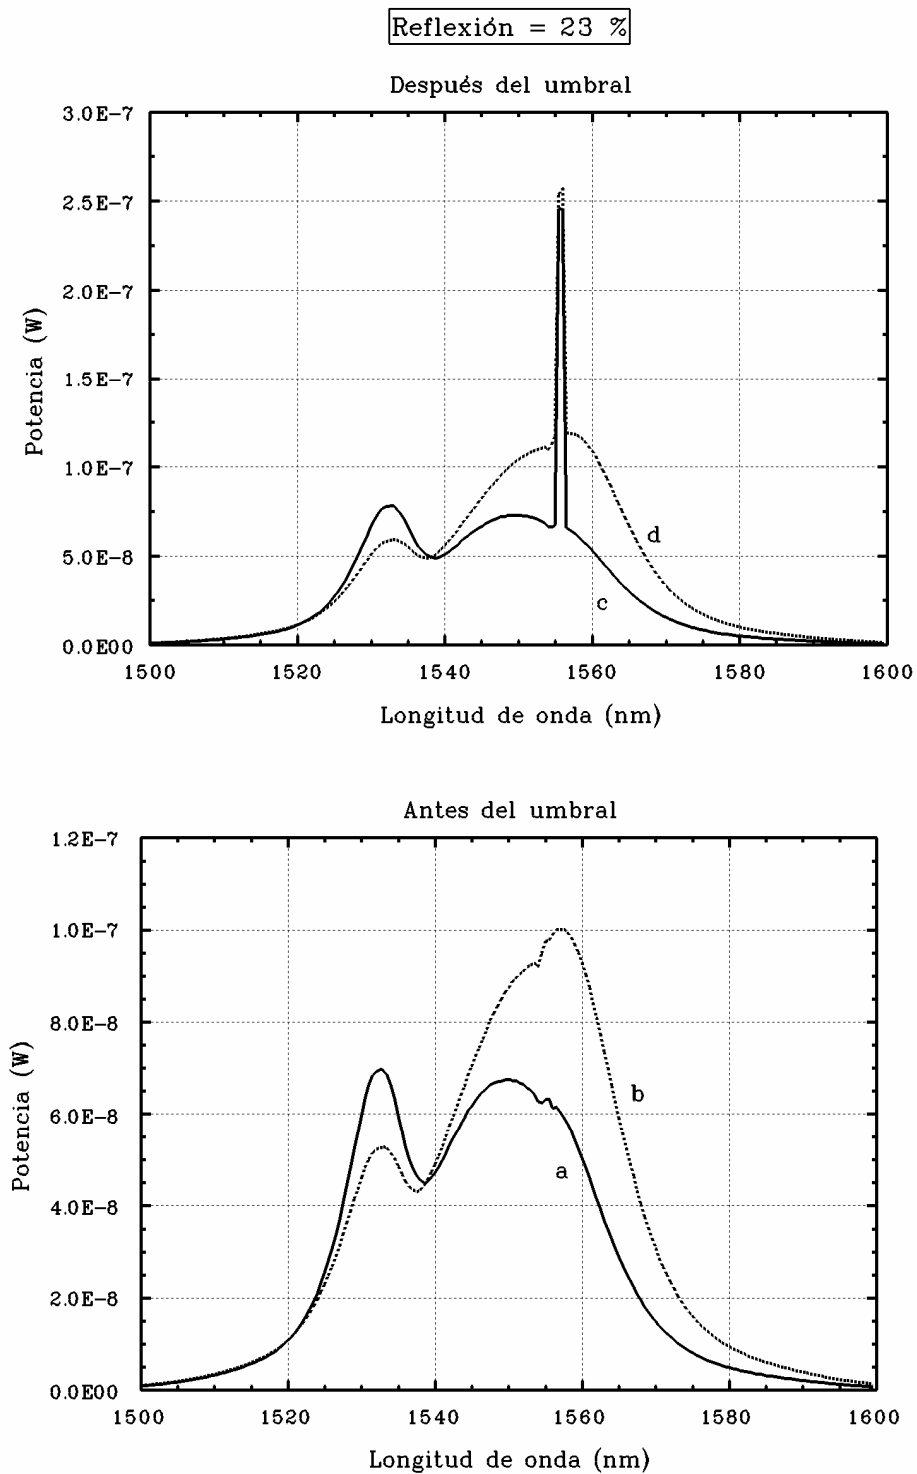 Reflexión = 23 %
Después del umbral
3.0E-7
2.5E-7
2.0E-7
1.5E-7
1.0E-7
5.0E-8
0.0E00
Potencia (W)
d
c
1500 1520 1540 1560 1580 1600
Longitud de onda (nm)
Antes del umbral
1.2E-7
1.0E-7
8.0E-8
6.0E-8
4.0E-8
2.0E-8
0.0E00
Potencia (W)
b
a
1500 1520 1540 1560 1580 1600
Longitud de onda (nm)